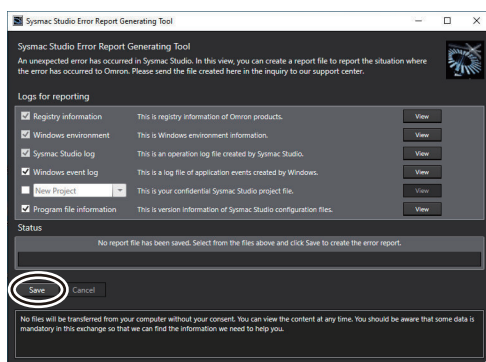 Sysmac Studio Error Report Generating Tool
Sysmac Studio Error Report Generating Tool
An unexpected error has occurred in Sysmac Studio. In this view, you can create a report file to report the situation where
the error has occurred to Omron. Please send the file created here in the inquiry to our support center.
Logs for reporting
Registry information This is registry information of Omron products. View
Windows environment This is Windows environment information. View
Sysmac Studio log This is an operation log file created by Sysmac Studio. View
Windows event log This is a log file of application events created by Windows. View
New Project This is your confidential Sysmac Studio project file. View
Program file information This is version information of Sysmac Studio configuration files. View
Status
No report file has been saved. Select from the files above and click Save to create the error report.
Save Cancel
No files will be transferred from your computer without your consent. You can view the content at any time. You should be aware that some data is
mandatory in this exchange so that we can find the information we need to help you.